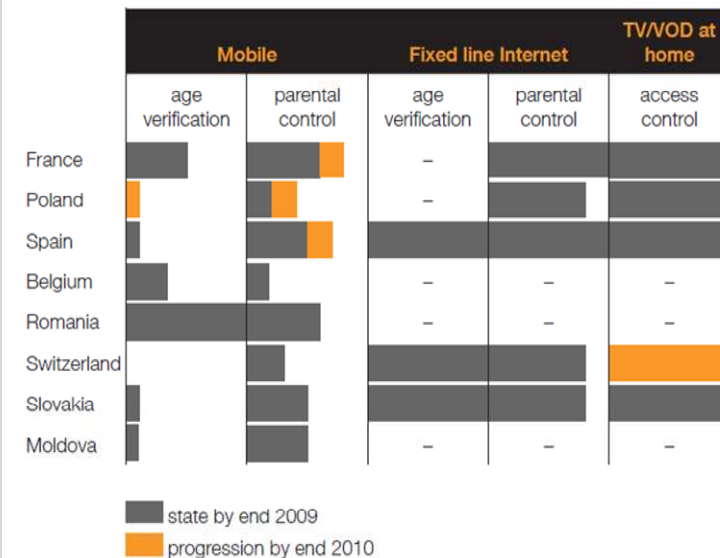 Mobile
Fixed line Internet
TV/VOD at
home
age
verification
parental
control
age
verification
parental
control
access
control
France –
Poland –
Spain
Belgium – – –
Romania – – –
Switzerland
Slovakia
Moldova – – –
state by end 2009
progression by end 2010